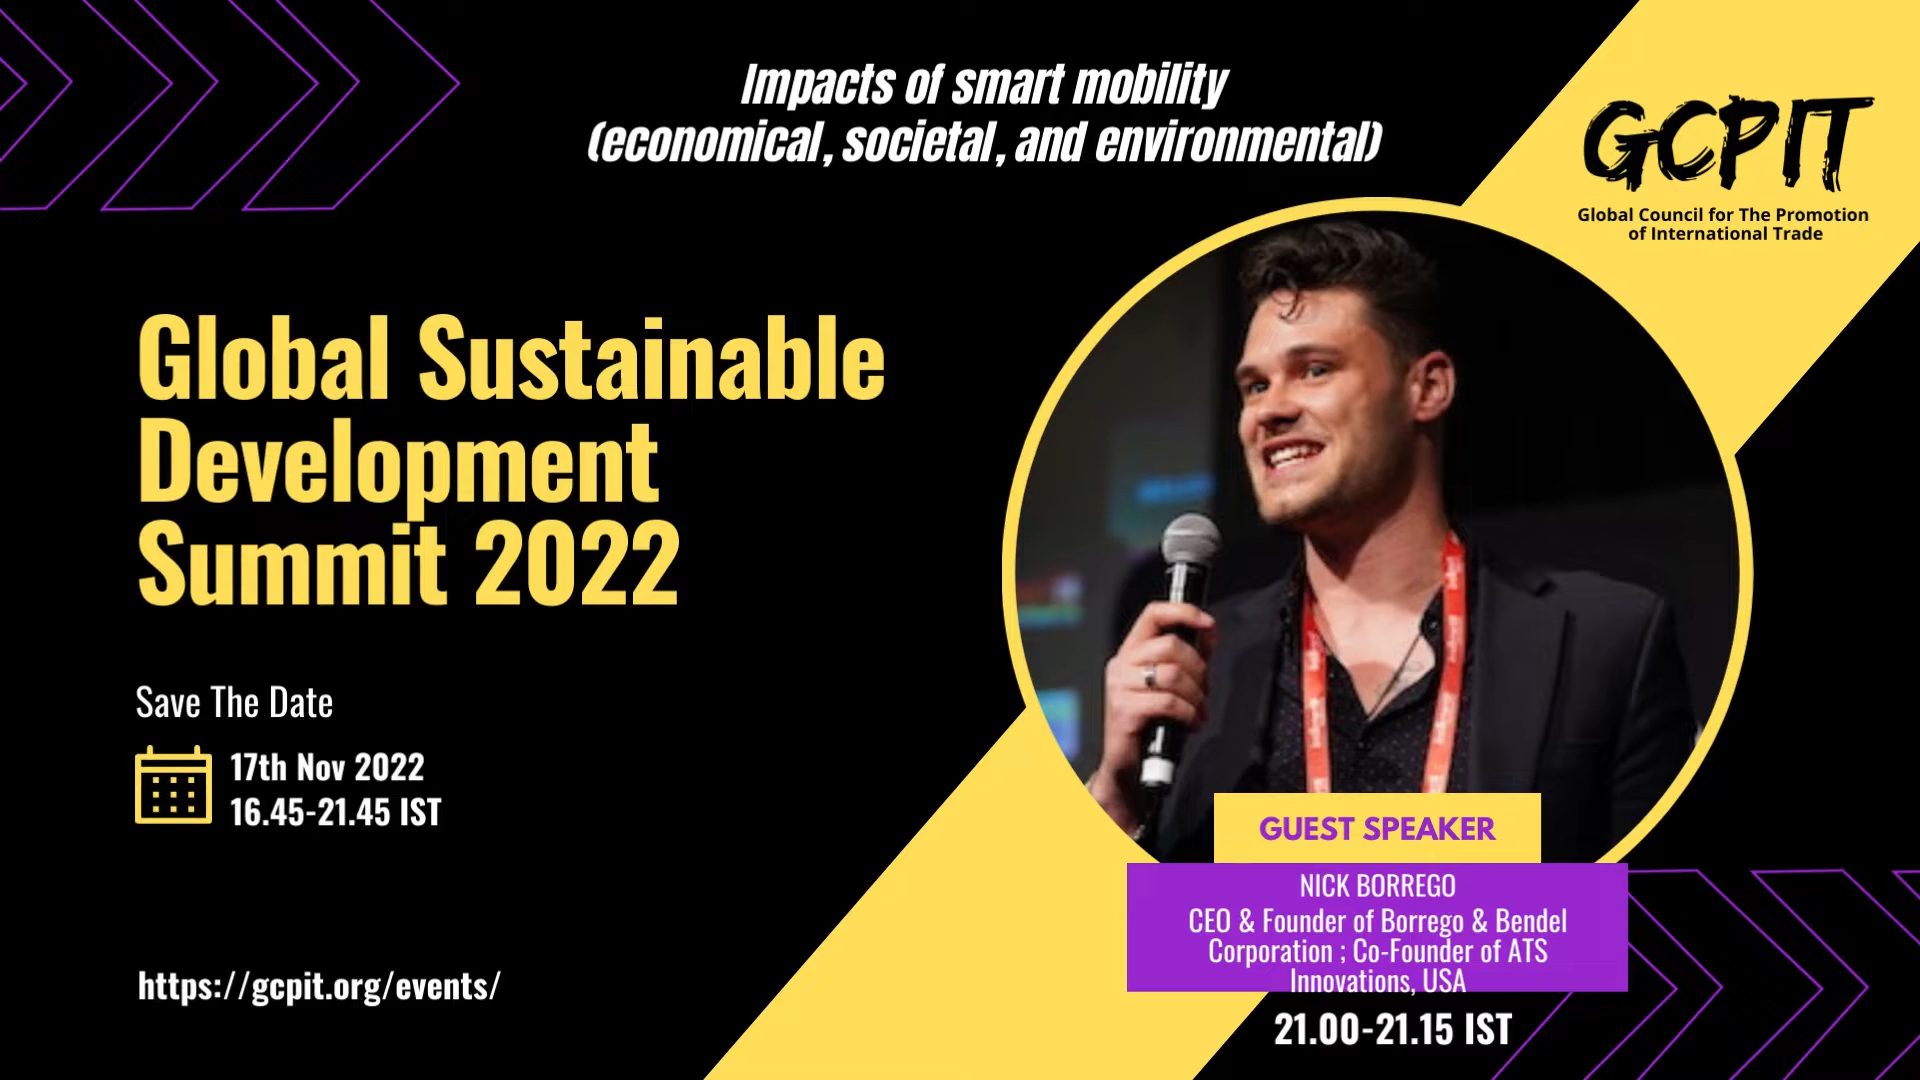 Impacts of smart mobility
(economical, societal, and environmental)
GCPIT
Global Council for The Promotion
of International Trade
Global Sustainable
Development
Summit 2022
Save The Date
17th Nov 2022
16.45-21.45 IST
https://gcpit.org/events/
GUEST SPEAKER
NICK BORREGO
CEO & Founder of Borrego & Bendel
Corporation ; Co-Founder of ATS
Innovations, USA
21.00-21.15 IST